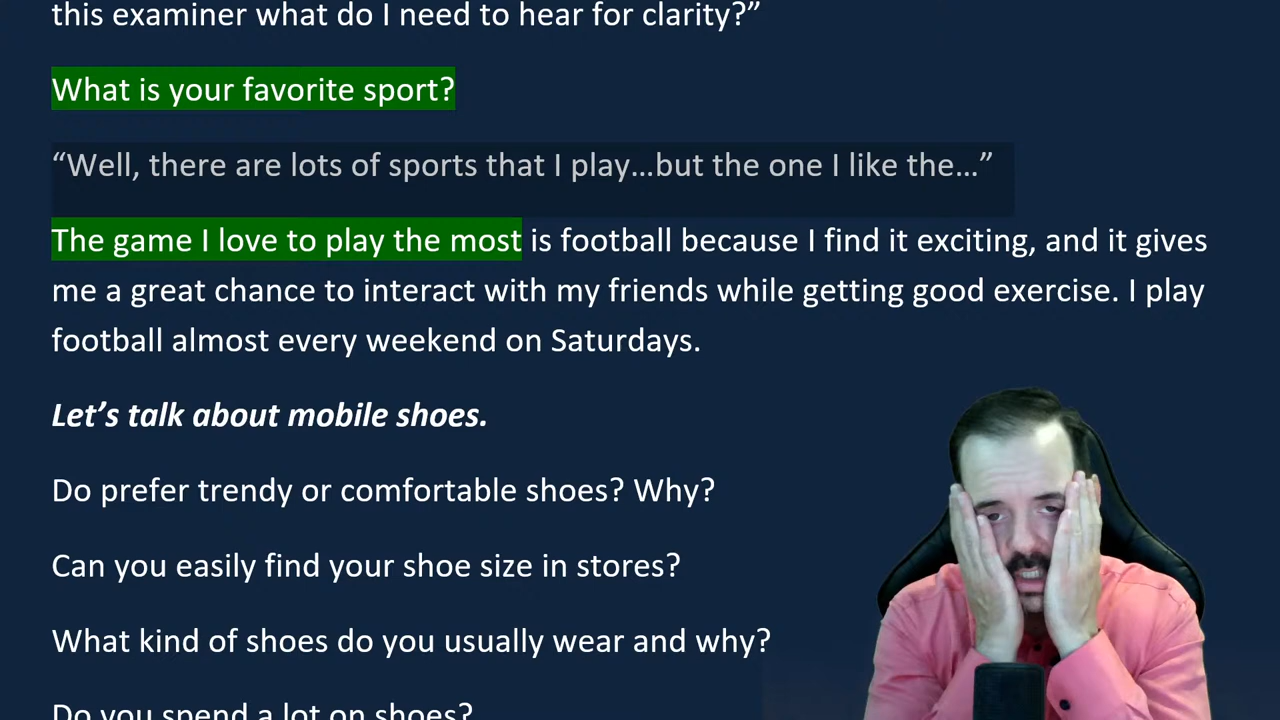 this examiner what do I need to hear for clarity?”
What is your favorite sport?
“Well, there are lots of sports that I play…but the one I like the…”
The game I love to play the most is football because I find it exciting, and it gives
me a great chance to interact with my friends while getting good exercise. I play
football almost every weekend on Saturdays.
Let’s talk about mobile shoes.
Do prefer trendy or comfortable shoes? Why?
Can you easily find your shoe size in stores?
What kind of shoes do you usually wear and why?
Do you spend a lot on shoes?